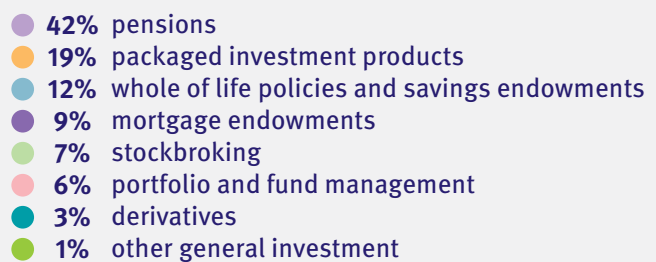 42% pensions
19% packaged investment products
12% whole of life policies and savings endowments
9% mortgage endowments
7% stockbroking
6% portfolio and fund management
3% derivatives
1% other general investment